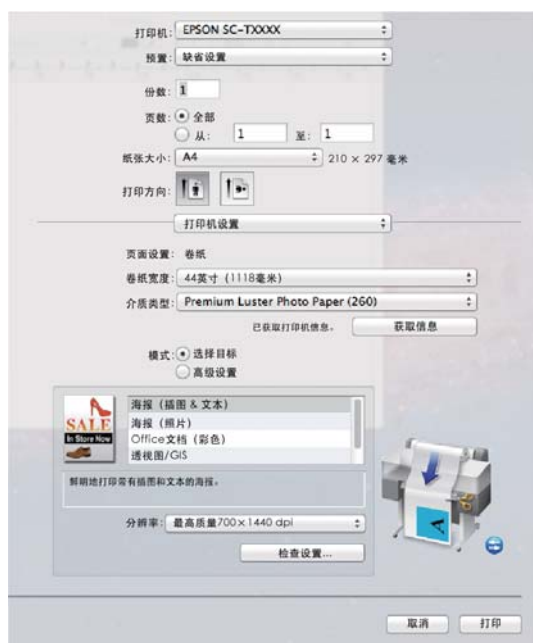 打印机: EPSON SC-TXXXX
预置: 缺省设置
份数: 1
页数: 全部
从: 1 至: 1
纸张大小: A4 210 × 297 毫米
打印方向:
打印机设置
页面设置: 卷纸
卷纸宽度: 44英寸 (1118毫米)
介质类型: Premium Luster Photo Paper (260)
已获取打印机信息。 获取信息
模式: 选择目标
高级设置
SALE
In Store Now
海报 (插图 & 文本)
海报 (照片)
Office文档 (彩色)
透视图/GIS
鲜明地打印带有插图和文本的海报。
分辨率: 最高质量700×1440 dpi
检查设置...
A
取消 打印